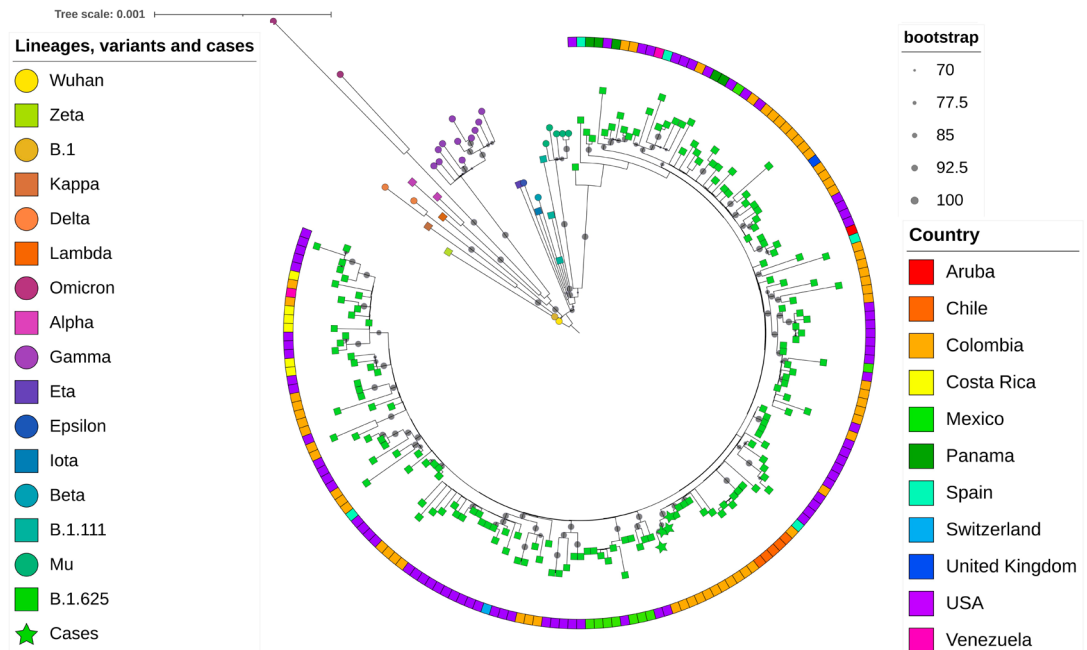 Tree scale: 0.001
Lineages, variants and cases
Wuhan
Zeta
B.1
Kappa
Delta
Lambda
Omicron
Alpha
Gamma
Eta
Epsilon
Iota
Beta
B.1.111
Mu
B.1.625
Cases
bootstrap
70
77.5
85
92.5
100
Country
Aruba
Chile
Colombia
Costa Rica
Mexico
Panama
Spain
Switzerland
United Kingdom
USA
Venezuela